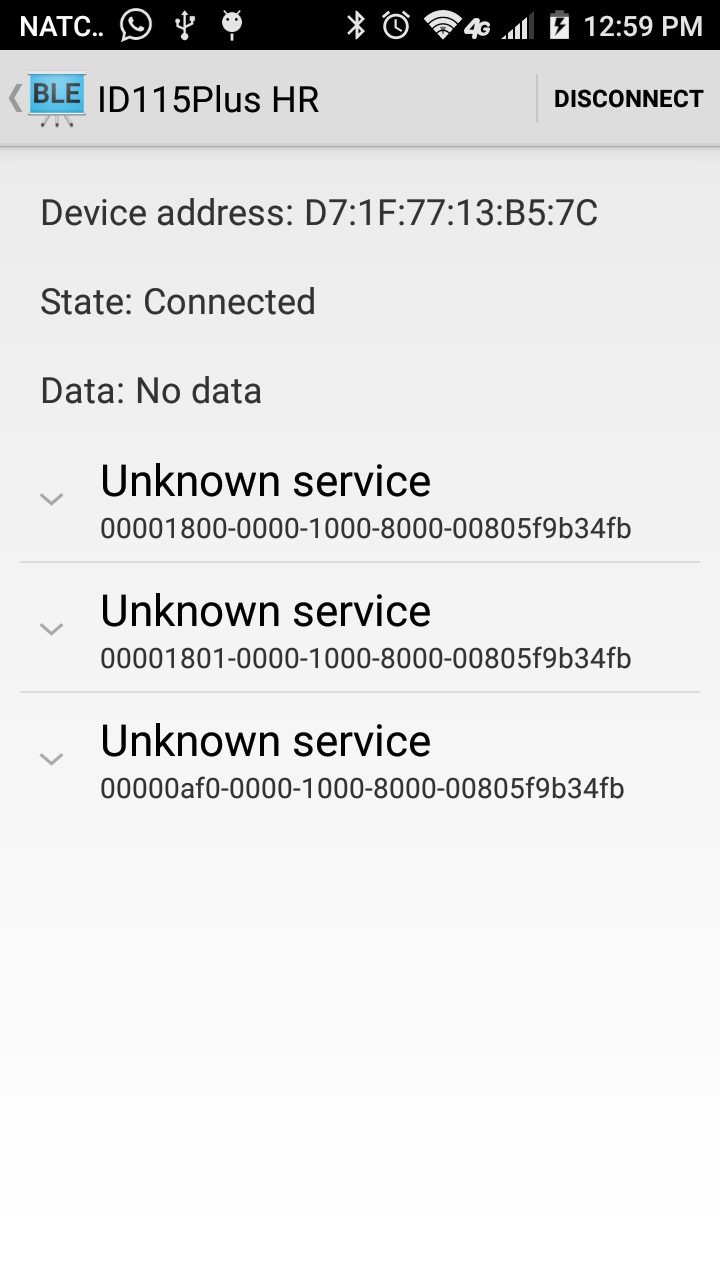 NATC.. 4G 12:59 PM
BLE ID115Plus HR DISCONNECT
Device address: D7:1F:77:13:B5:7C
State: Connected
Data: No data
Unknown service
00001800-0000-1000-8000-00805f9b34fb
Unknown service
00001801-0000-1000-8000-00805f9b34fb
Unknown service
00000af0-0000-1000-8000-00805f9b34fb